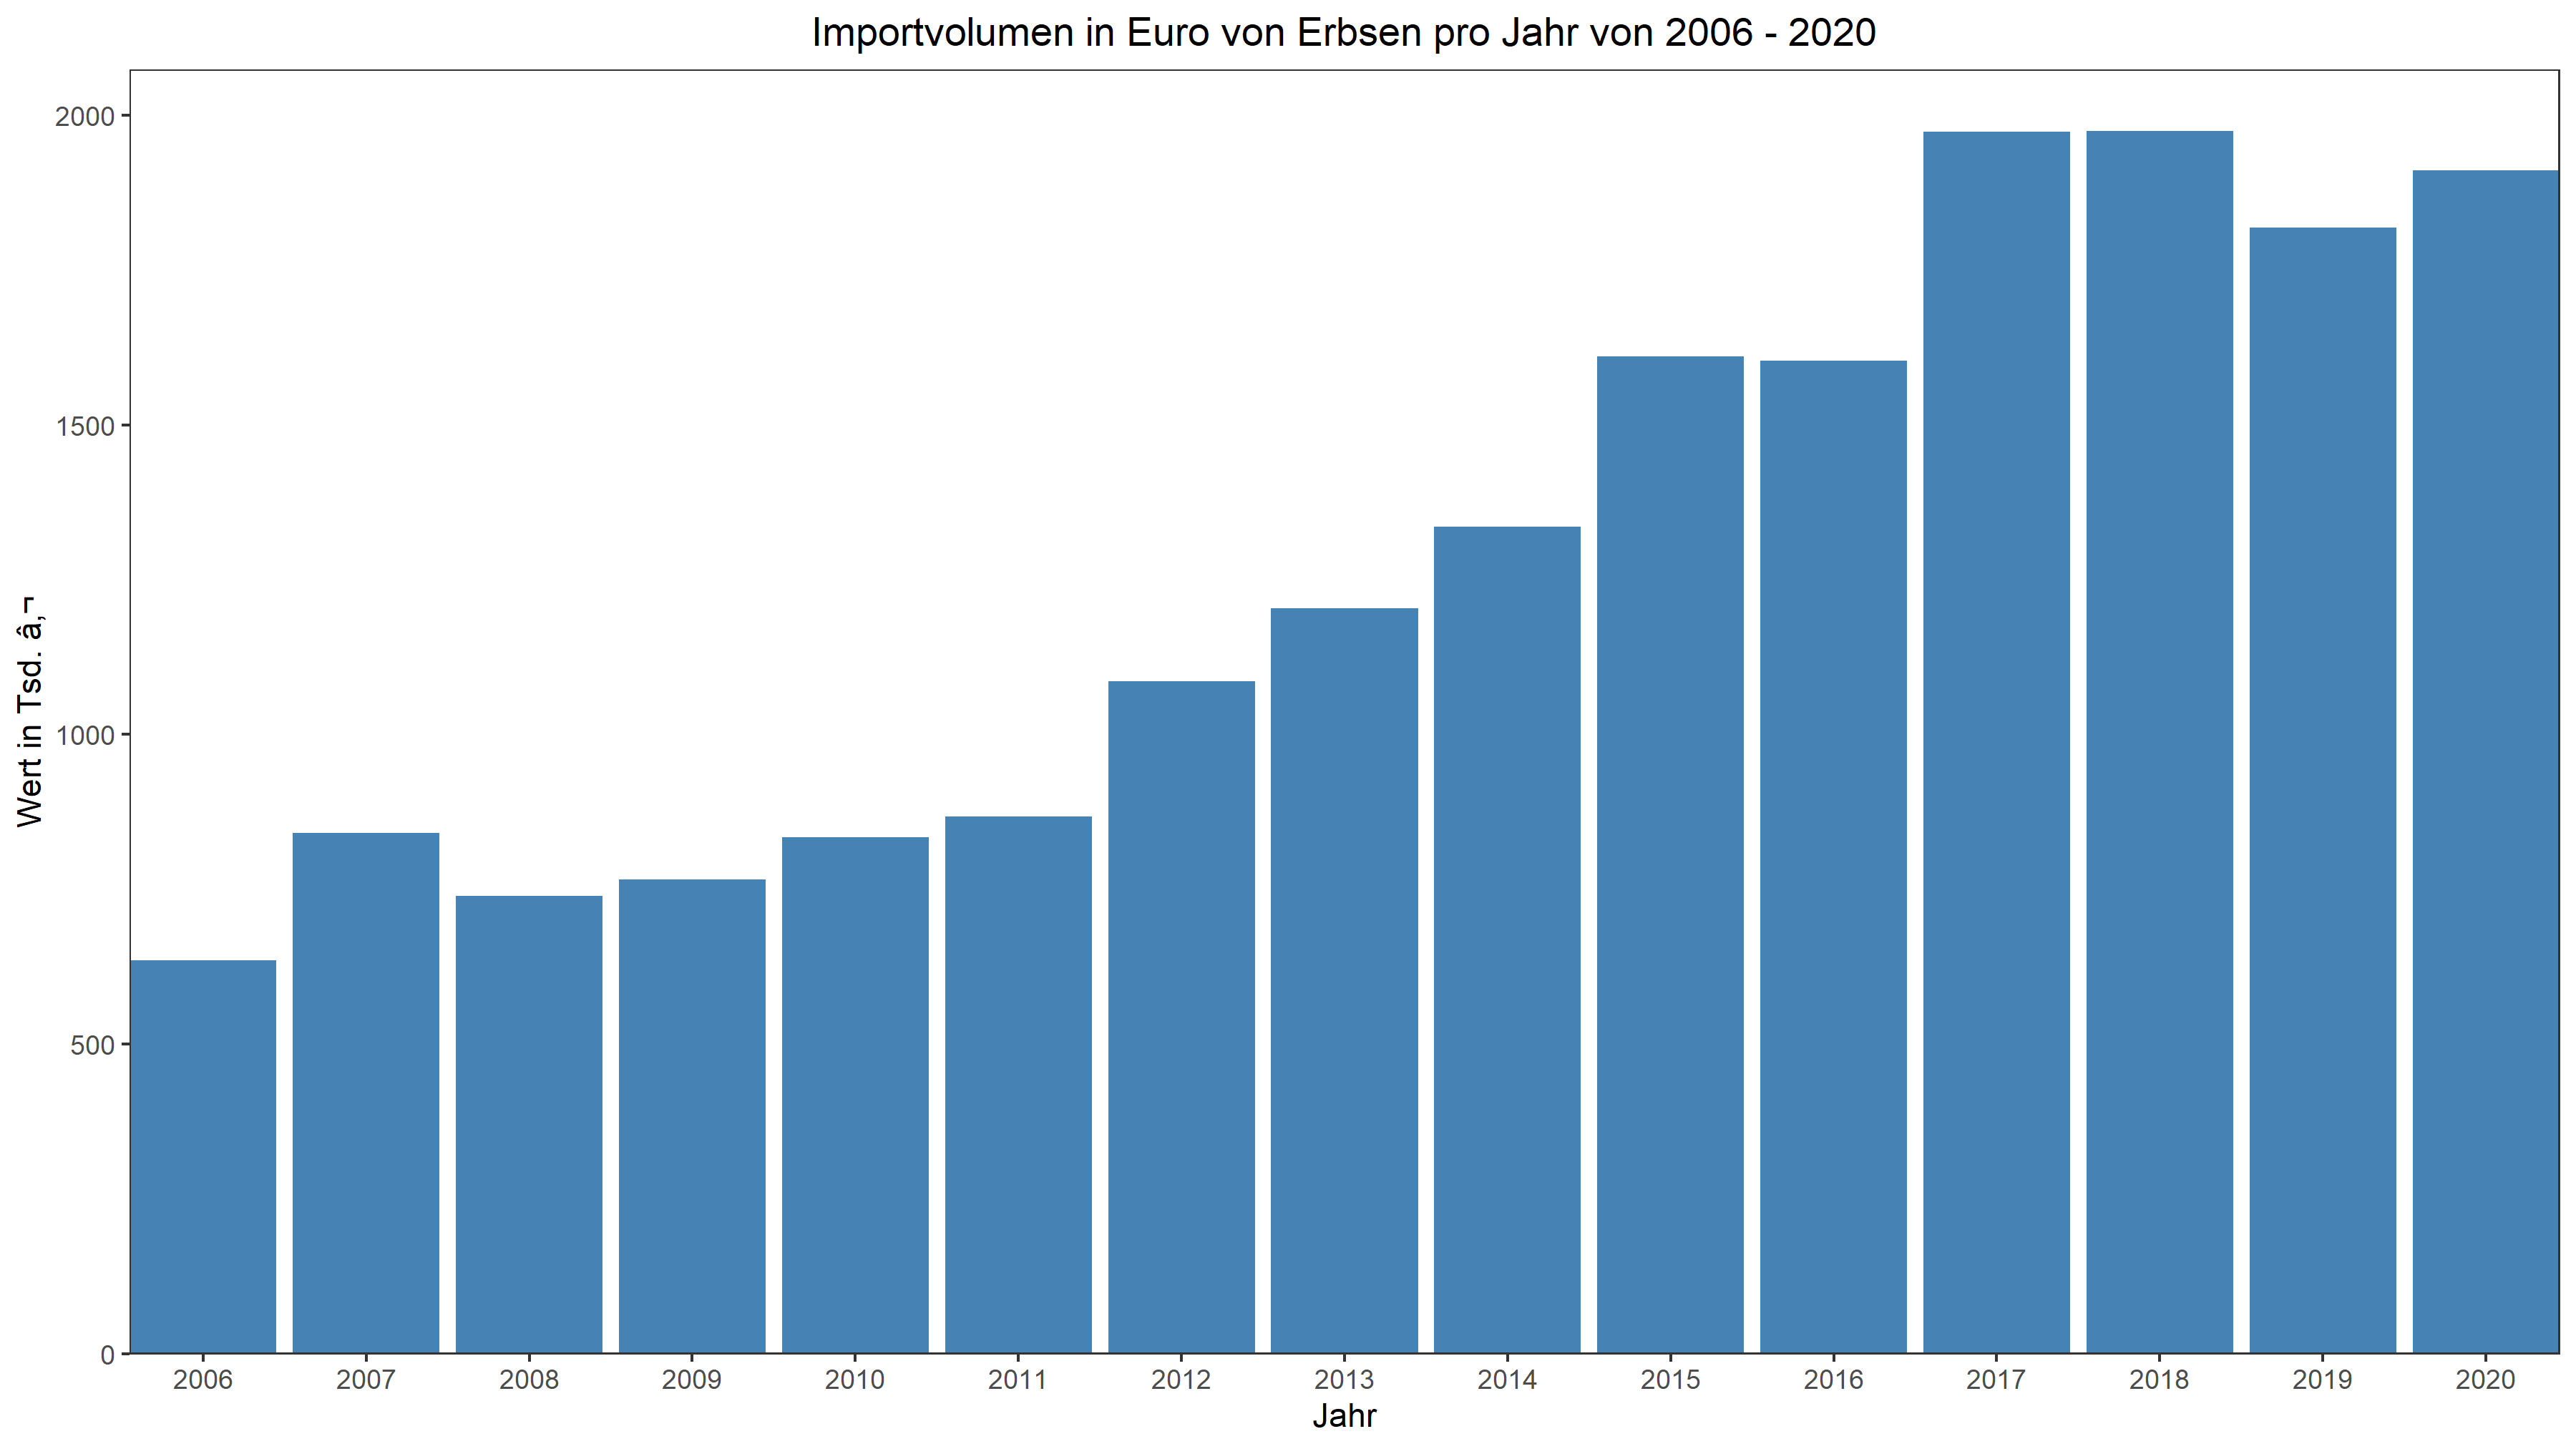 Importvolumen in Euro von Erbsen pro Jahr von 2006 - 2020
Wert in Tsd. â‚¬
2000
1500
1000
500
0
2006 2007 2008 2009 2010 2011 2012 2013 2014 2015 2016 2017 2018 2019 2020
Jahr